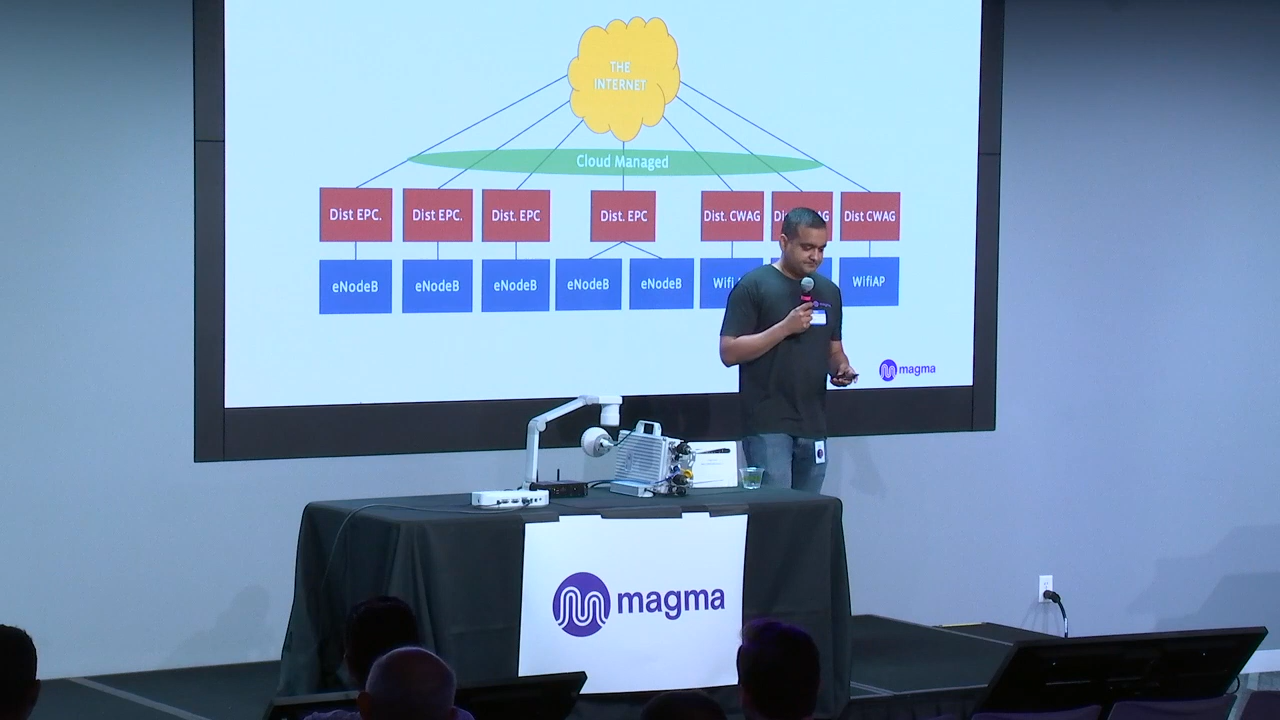 THE
INTERNET
Cloud Managed
Dist EPC.
Dist EPC.
Dist. EPC
Dist. EPC
Dist. CWAG
Dist CWAG
eNodeB
eNodeB
eNodeB
eNodeB
eNodeB
WifiAP
magma
magma